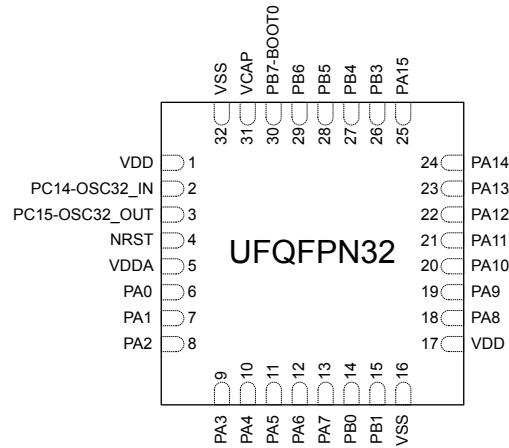 VSS
VCAP
PB7-BOOT0
PB6
PB5
PB4
PB3
PA15
32
31
30
29
28
27
26
25
VDD 1
PC14-OSC32_IN 2
PC15-OSC32_OUT 3
NRST 4
VDDA 5
PA0 6
PA1 7
PA2 8
UFQFPN32
24 PA14
23 PA13
22 PA12
21 PA11
20 PA10
19 PA9
18 PA8
17 VDD
9
10
11
12
13
14
15
16
PA3
PA4
PA5
PA6
PA7
PB0
PB1
VSS